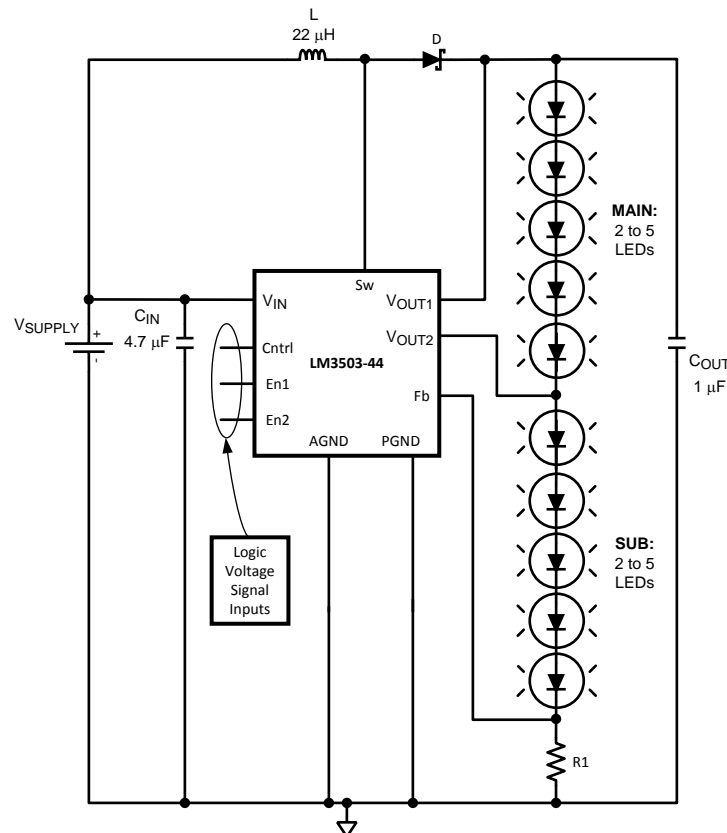 L
22 µH
D
MAIN:
2 to 5
LEDs
Sw
VIN
VOUT1
VSUPPLY
+
-
CIN
4.7 µF
VOUT2
Cntrl
LM3503-44
En1
Fb
En2
COUT
1 µF
AGND
PGND
Logic
Voltage
Signal
Inputs
SUB:
2 to 5
LEDs
R1